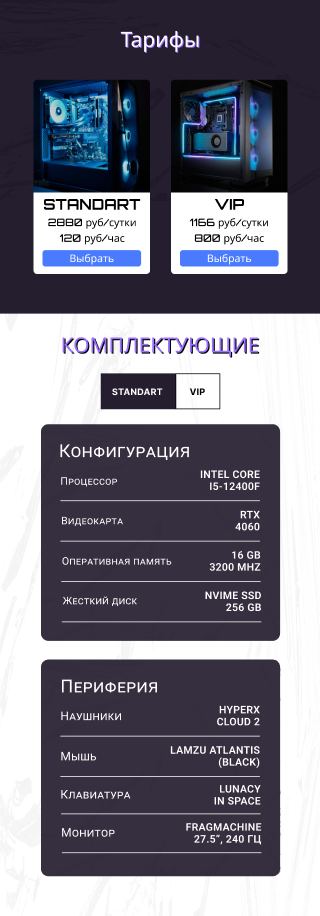 Тарифы
STANDART
2880 руб/сутки
120 руб/час
Выбрать
VIP
1166 руб/сутки
800 руб/час
Выбрать
КОМПЛЕКТУЮЩИЕ
STANDART VIP
Конфигурация
Процессор
INTEL CORE
I5-12400F
Видеокарта
RTX
4060
Оперативная память
16 GB
3200 MHZ
Жесткий диск
NVIME SSD
256 GB
Периферия
Наушники
HYPERX
CLOUD 2
Мышь
LAMZU ATLANTIS
(BLACK)
Клавиатура
LUNACY
IN SPACE
Монитор
FRAGMACHINE
27.5”, 240 ГЦ